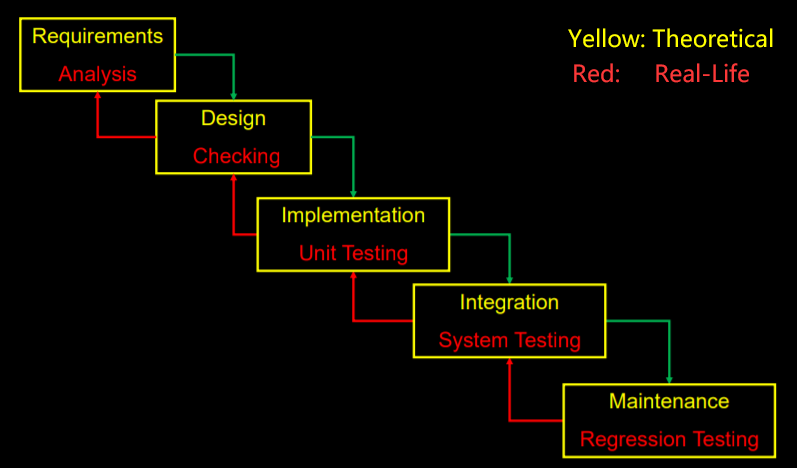 Requirements
Analysis
Yellow: Theoretical
Red: Real-Life
Design
Checking
Implementation
Unit Testing
Integration
System Testing
Maintenance
Regression Testing